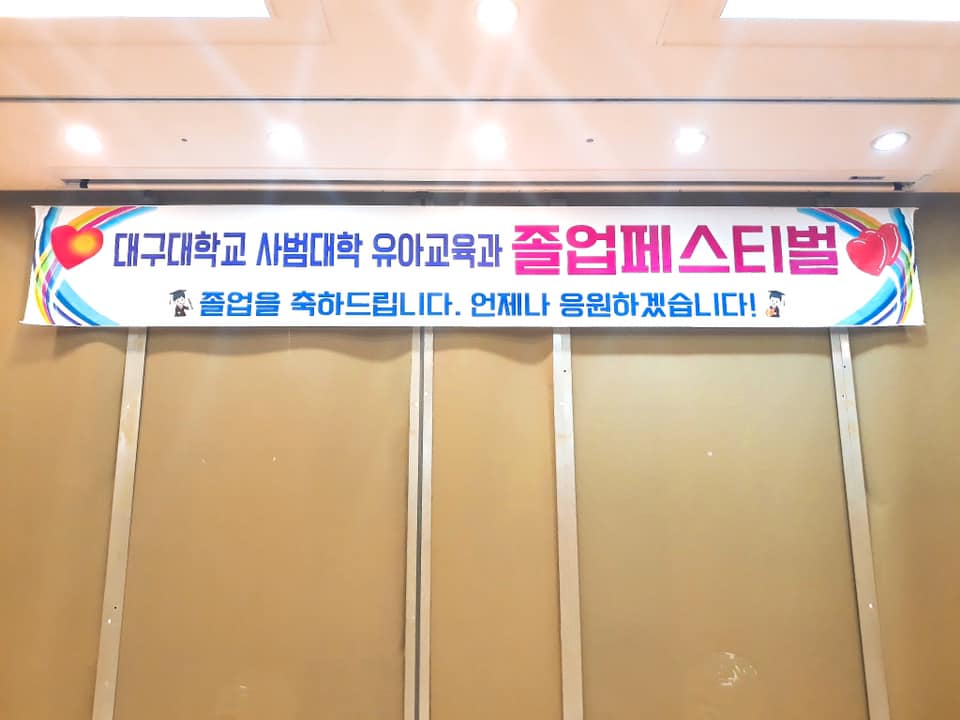 대구대학교 사범대학 유아교육과 졸업페스티벌
졸업을 축하드립니다. 언제나 응원하겠습니다!